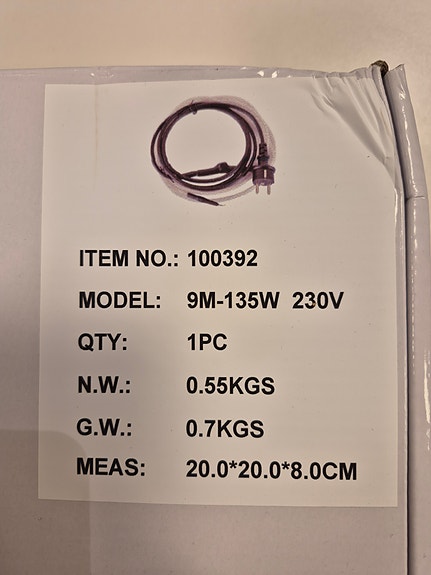 ITEM NO.: 100392
MODEL: 9M-135W 230V
QTY: 1PC
N.W.: 0.55KGS
G.W.: 0.7KGS
MEAS: 20.0*20.0*8.0CM